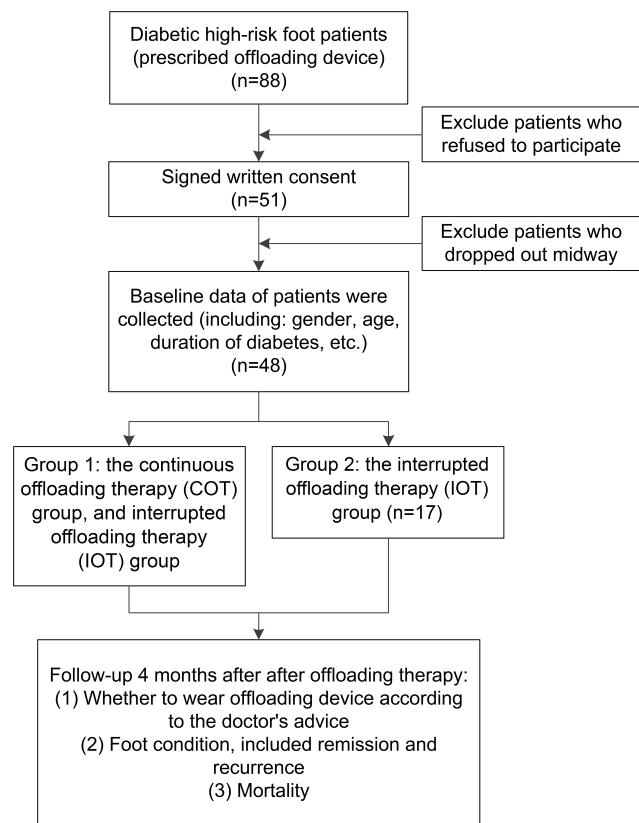 Diabetic high-risk foot patients
(prescribed offloading device)
(n=88)
Exclude patients who
refused to participate
Signed written consent
(n=51)
Exclude patients who
dropped out midway
Baseline data of patients were
collected (including: gender, age,
duration of diabetes, etc.)
(n=48)
Group 1: the continuous
offloading therapy (COT)
group, and interrupted
offloading therapy
(IOT) group
Group 2: the interrupted
offloading therapy (IOT)
group (n=17)
Follow-up 4 months after after offloading therapy:
(1) Whether to wear offloading device according
to the doctor's advice
(2) Foot condition, included remission and
recurrence
(3) Mortality